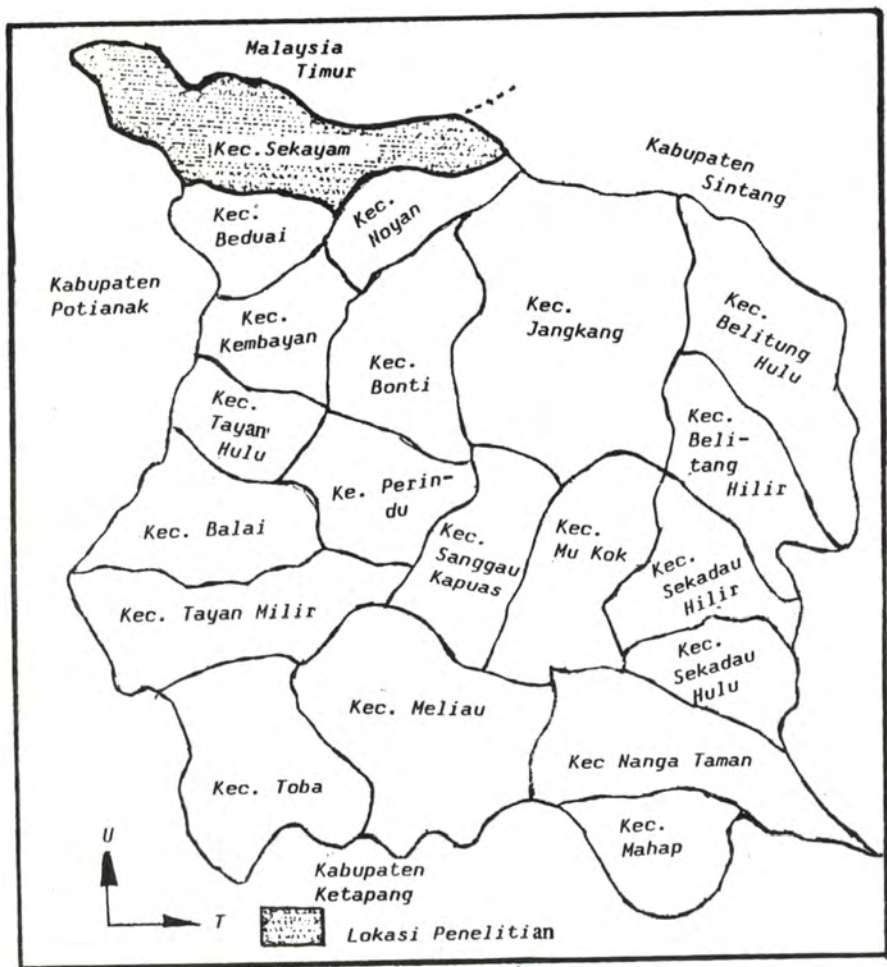 Malaysia
Timur
Kec.Sekayam
Kabupaten
Sintang
Kec.
Beduai
Kec.
Noyan
Kabupaten
Potianak
Kec.
Kembayan
Kec.
Bonti
Kec.
Jangkang
Kec.
Belitung
Hulu
Kec.
Tayan
Hulu
Kec.
Beli-
tang
Hilir
Ke. Perin-
du
Kec. Balai
Kec.
Sanggau
Kapuas
Kec.
Mu Kok
Kec.
Sekadau
Hilir
Kec. Tayan Milir
Kec.
Sekadau
Hulu
Kec. Meliau
Kec Nanga Taman
Kec. Toba
Kec.
Mahap
U
T
Kabupaten
Ketapang
Lokasi Penelitian